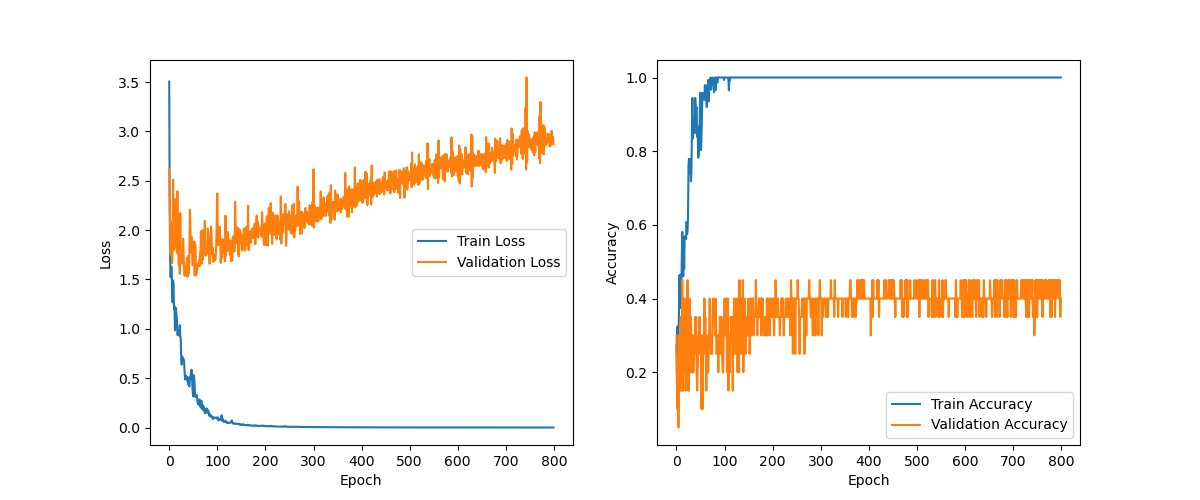 3.5
3.0
2.5
2.0
1.5
1.0
0.5
0.0
Loss
0 100 200 300 400 500 600 700 800
Epoch
Train Loss
Validation Loss
1.0
0.8
0.6
0.4
0.2
Accuracy
0 100 200 300 400 500 600 700 800
Epoch
Train Accuracy
Validation Accuracy